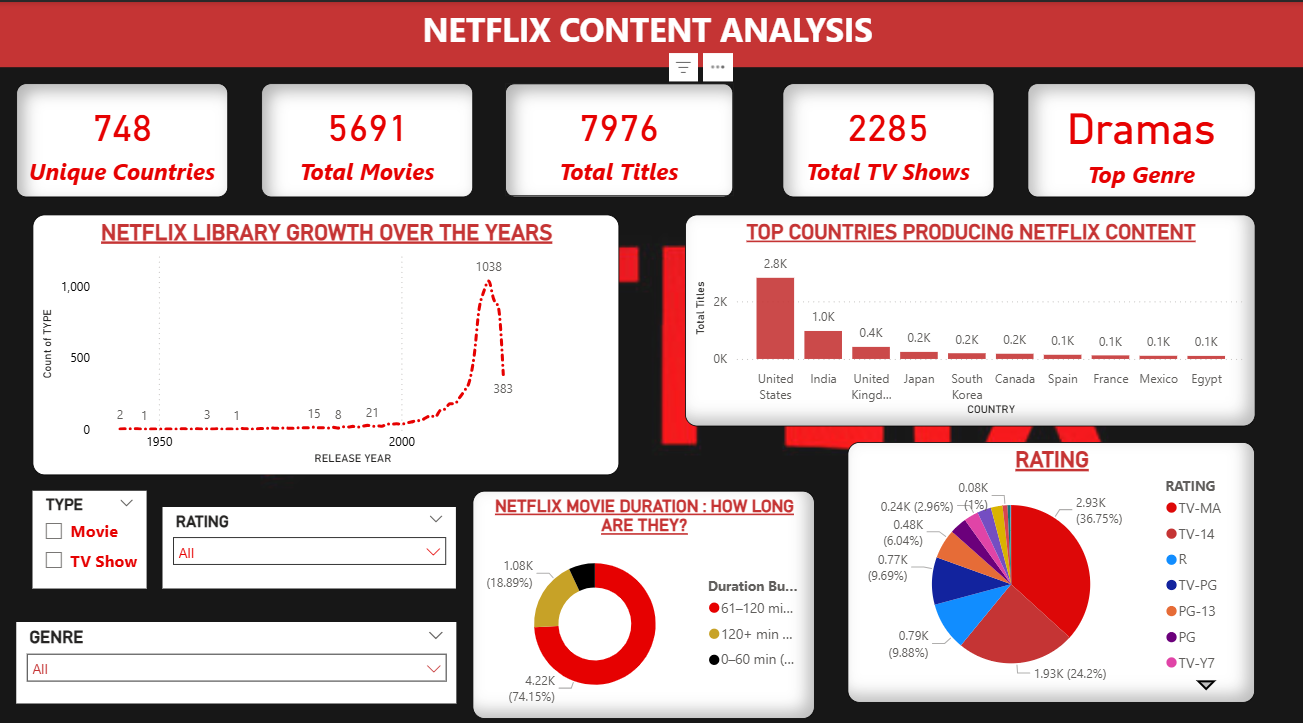 NETFLIX CONTENT ANALYSIS
748
Unique Countries
5691
Total Movies
7976
Total Titles
2285
Total TV Shows
Dramas
Top Genre
NETFLIX LIBRARY GROWTH OVER THE YEARS
Count of TYPE
1,000
500
0
1038
383
2
1
3
1
15
8
21
1950
2000
RELEASE YEAR
TOP COUNTRIES PRODUCING NETFLIX CONTENT
Total Titles
2K
0K
2.8K
1.0K
0.4K
0.2K
0.2K
0.2K
0.1K
0.1K
0.1K
0.1K
United States
India
United Kingd...
Japan
South Korea
Canada
Spain
France
Mexico
Egypt
COUNTRY
TYPE
Movie
TV Show
RATING
All
GENRE
All
NETFLIX MOVIE DURATION : HOW LONG
ARE THEY?
1.08K
(18.89%)
4.22K
(74.15%)
Duration Bu...
61–120 mi...
120+ min ...
0–60 min (...
RATING
0.08K
(1%)
0.24K (2.96%)
0.48K
(6.04%)
0.77K
(9.69%)
0.79K
(9.88%)
2.93K
(36.75%)
1.93K (24.2%)
RATING
TV-MA
TV-14
R
TV-PG
PG-13
PG
TV-Y7